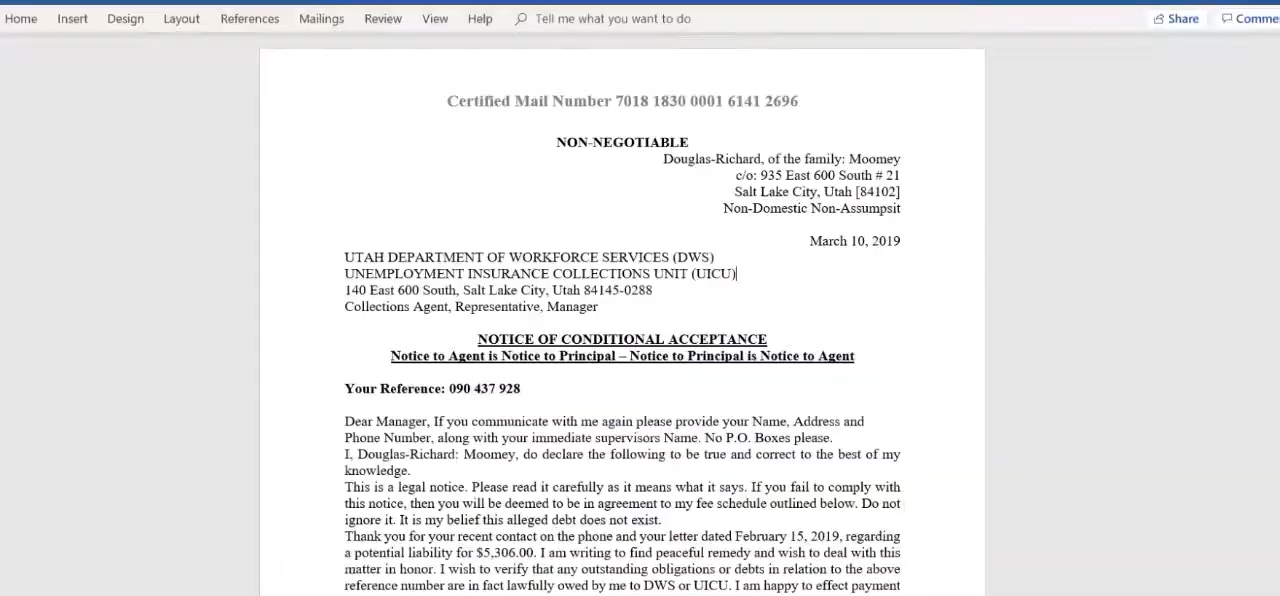 Home Insert Design Layout References Mailings Review View Help Tell me what you want to do Share Comme
Certified Mail Number 7018 1830 0001 6141 2696
NON-NEGOTIABLE
Douglas-Richard, of the family: Moomey
c/o: 935 East 600 South # 21
Salt Lake City, Utah [84102]
Non-Domestic Non-Assumpsit
March 10, 2019
UTAH DEPARTMENT OF WORKFORCE SERVICES (DWS)
UNEMPLOYMENT INSURANCE COLLECTIONS UNIT (UICU)
140 East 600 South, Salt Lake City, Utah 84145-0288
Collections Agent, Representative, Manager
NOTICE OF CONDITIONAL ACCEPTANCE
Notice to Agent is Notice to Principal – Notice to Principal is Notice to Agent
Your Reference: 090 437 928
Dear Manager, If you communicate with me again please provide your Name, Address and
Phone Number, along with your immediate supervisors Name. No P.O. Boxes please.
I, Douglas-Richard: Moomey, do declare the following to be true and correct to the best of my
knowledge.
This is a legal notice. Please read it carefully as it means what it says. If you fail to comply with
this notice, then you will be deemed to be in agreement to my fee schedule outlined below. Do not
ignore it. It is my belief this alleged debt does not exist.
Thank you for your recent contact on the phone and your letter dated February 15, 2019, regarding
a potential liability for $5,306.00. I am writing to find peaceful remedy and wish to deal with this
matter in honor. I wish to verify that any outstanding obligations or debts in relation to the above
reference number are in fact lawfully owed by me to DWS or UICU. I am happy to effect payment